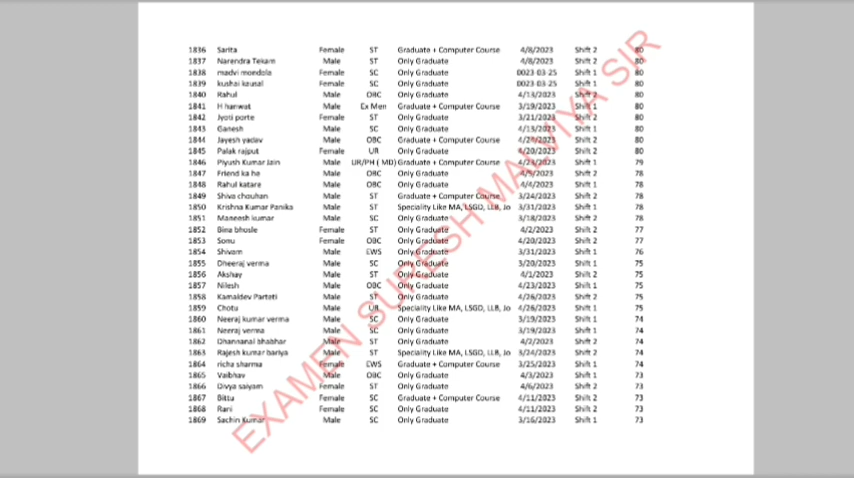 1836 Sarita Female ST Graduate + Computer Course 4/8/2023 Shift 2 80
1837 Narendra Tekam Male ST Only Graduate 4/8/2023 Shift 2 80
1838 madvi mondola Female SC Only Graduate 0023-03-25 Shift 1 80
1839 kushal kausal Female SC Only Graduate 0023-03-25 Shift 1 80
1840 Rahul Male OBC Only Graduate 4/13/2023 Shift 2 80
1841 H hanwat Male Ex Men Graduate + Computer Course 3/19/2023 Shift 1 80
1842 Jyoti porte Female ST Only Graduate 3/21/2023 Shift 2 80
1843 Ganesh Male SC Only Graduate 4/15/2023 Shift 1 80
1844 Jayesh yadav Male OBC Graduate + Computer Course Shift 2 80
1845 Palak rajput Female UR Only Graduate 4/20/2023 Shift 2 80
1846 Piyush Kumar Jain Male UR/PH ( MD) Graduate + Computer Course Shift 1 79
1847 Friend ka he Male OBC Only Graduate 4/5/2023 Shift 2 78
1848 Rahul katare Male OBC Only Graduate 4/4/2023 Shift 1 78
1849 Shiva chouhan Male ST Graduate + Computer Course 3/24/2023 Shift 2 78
1850 Krishna Kumar Panika Male ST Speciality Like MA, LSGD, LLB, Jo 3/31/2023 Shift 1 78
1851 Maneesh kumar Male SC Only Graduate 3/18/2023 Shift 2 78
1852 Bina bhosle Female ST Only Graduate 4/2/2023 Shift 2 77
1853 Sonu Female OBC Only Graduate 4/20/2023 Shift 2 77
1854 Shivam Male EWS Only Graduate 3/31/2023 Shift 1 76
1855 Dheeraj verma Male SC Only Graduate 3/20/2023 Shift 1 75
1856 Akshay Male ST Only Graduate 4/1/2023 Shift 2 75
1857 Nilesh Male OBC Only Graduate 4/23/2023 Shift 1 75
1858 Kamaldev Partati Male ST Only Graduate 4/26/2023 Shift 2 75
1859 Chotu Male UR Speciality Like MA, LSGD, LLB, Jo 4/26/2023 Shift 1 75
1860 Neeraj kumar verma Male SC Only Graduate 3/19/2023 Shift 1 74
1861 Neeraj verma Male SC Only Graduate 3/19/2023 Shift 1 74
1862 Dhannanal bhabhar Male ST Only Graduate 4/2/2023 Shift 2 74
1863 Rajesh kumar bariya Male ST Speciality Like MA, LSGD, LLB, Jo 3/24/2023 Shift 2 74
1864 richa sharma Female EWS Graduate + Computer Course 3/25/2023 Shift 1 74
1865 Vaibhav Male OBC Only Graduate 4/3/2023 Shift 1 73
1866 Divya saiyam Female ST Only Graduate 4/6/2023 Shift 2 73
1867 Bittu Female SC Graduate + Computer Course 4/11/2023 Shift 2 73
1868 Rani Female SC Only Graduate 4/11/2023 Shift 2 73
1869 Sachin Kumar Male SC Only Graduate 3/16/2023 Shift 1 73
EXAMEN SURESH MALVIYA SIR